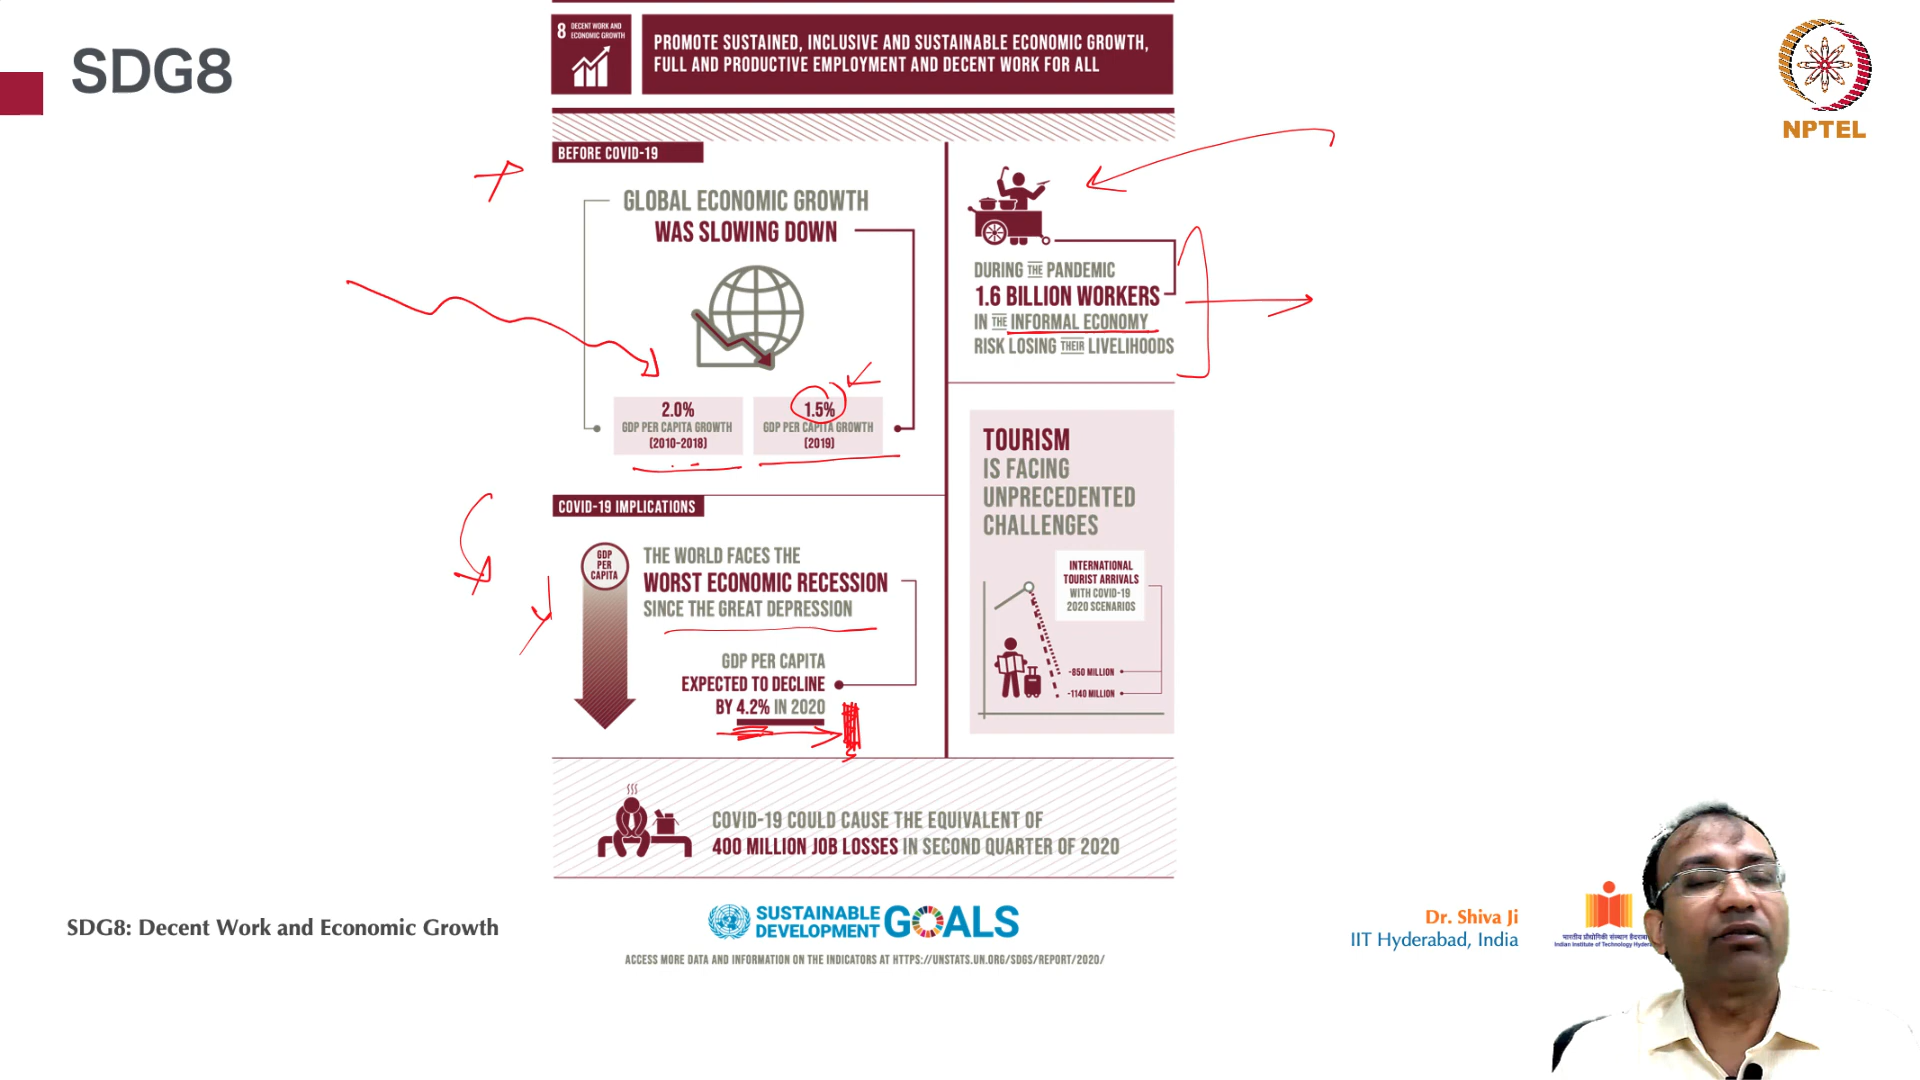 SDG8
8 DECENT WORK AND
ECONOMIC GROWTH
PROMOTE SUSTAINED, INCLUSIVE AND SUSTAINABLE ECONOMIC GROWTH,
FULL AND PRODUCTIVE EMPLOYMENT AND DECENT WORK FOR ALL
NPTEL
BEFORE COVID-19
GLOBAL ECONOMIC GROWTH
WAS SLOWING DOWN
2.0%
GDP PER CAPITA GROWTH
(2010-2018)
1.5%
GDP PER CAPITA GROWTH
(2019)
DURING THE PANDEMIC
1.6 BILLION WORKERS
IN THE INFORMAL ECONOMY
RISK LOSING THEIR LIVELIHOODS
COVID-19 IMPLICATIONS
GDP
PER
CAPITA
THE WORLD FACES THE
WORST ECONOMIC RECESSION
SINCE THE GREAT DEPRESSION
GDP PER CAPITA
EXPECTED TO DECLINE
BY 4.2% IN 2020
TOURISM
IS FACING
UNPRECEDENTED
CHALLENGES
INTERNATIONAL
TOURIST ARRIVALS
WITH COVID-19
2020 SCENARIOS
-850 MILLION
-1140 MILLION
COVID-19 COULD CAUSE THE EQUIVALENT OF
400 MILLION JOB LOSSES IN SECOND QUARTER OF 2020
SUSTAINABLE
DEVELOPMENT GOALS
ACCESS MORE DATA AND INFORMATION ON THE INDICATORS AT HTTPS://UNSTATS.UN.ORG/SDGS/REPORT/2020/
SDG8: Decent Work and Economic Growth
Dr. Shiva Ji
IIT Hyderabad, India
भारतीय प्रौद्योगिकी संस्थान
Indian Institute of Technology